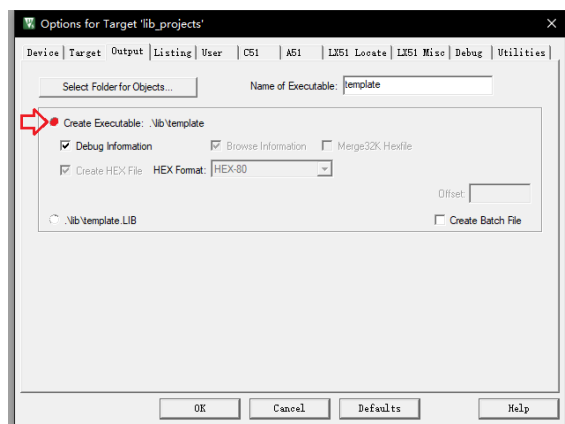 Options for Target 'lib_projects'
Device Target Output Listing User C51 A51 LX51 Locate LX51 Misc Debug Utilities
Select Folder for Objects... Name of Executable: template
Create Executable: .\lib\template
Debug Information Browse Information Merge32K Hexfile
Create HEX File HEX Format: HEX-80
Offset:
.\lib\template.LIB Create Batch File
OK Cancel Defaults Help